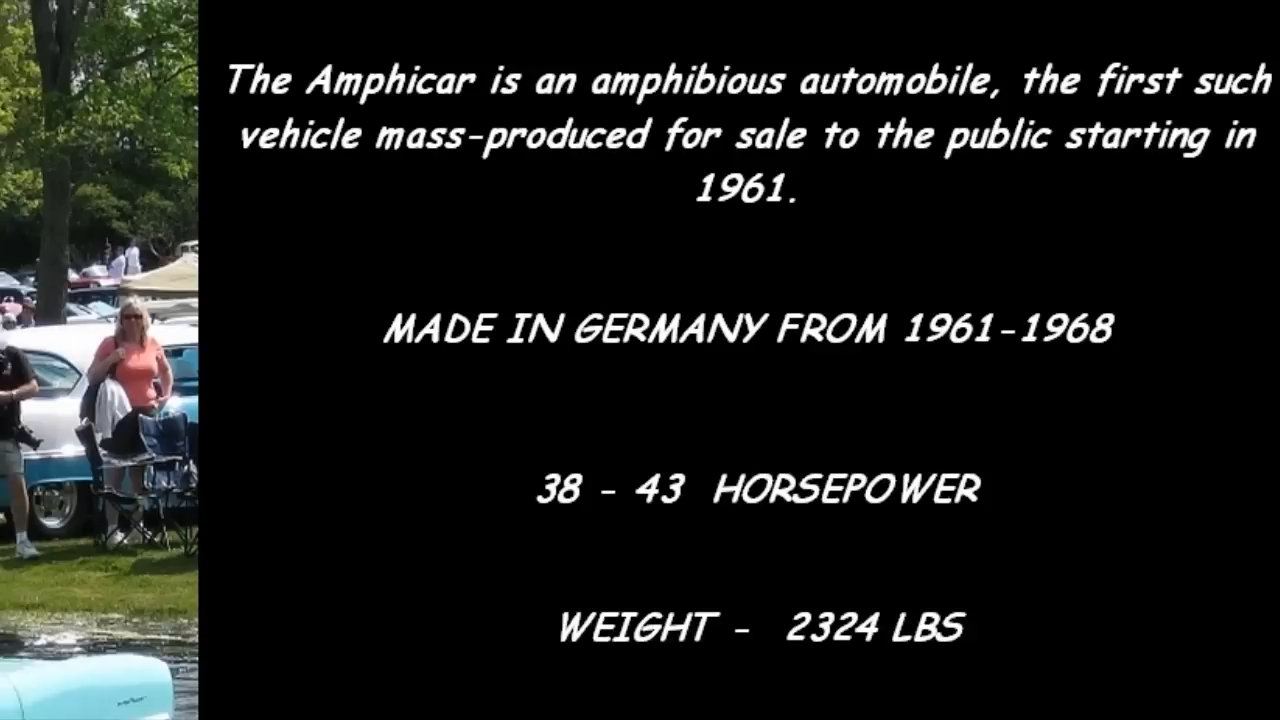 The Amphicar is an amphibious automobile, the first such
vehicle mass-produced for sale to the public starting in
1961.
MADE IN GERMANY FROM 1961-1968
38 - 43 HORSEPOWER
WEIGHT - 2324 LBS